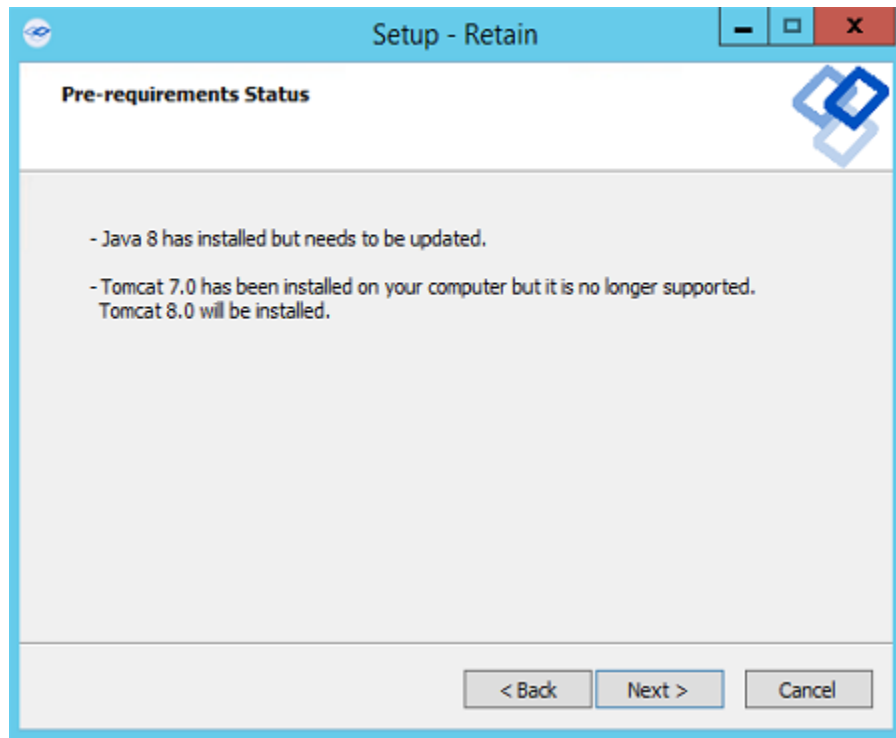 Setup - Retain
Pre-requirements Status
- Java 8 has installed but needs to be updated.
- Tomcat 7.0 has been installed on your computer but it is no longer supported.
Tomcat 8.0 will be installed.
< Back
Next >
Cancel